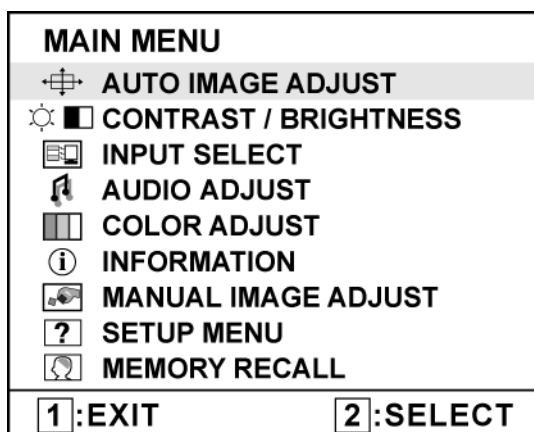 MAIN MENU
AUTO IMAGE ADJUST
CONTRAST / BRIGHTNESS
INPUT SELECT
AUDIO ADJUST
COLOR ADJUST
i INFORMATION
MANUAL IMAGE ADJUST
? SETUP MENU
MEMORY RECALL
1:EXIT 2:SELECT